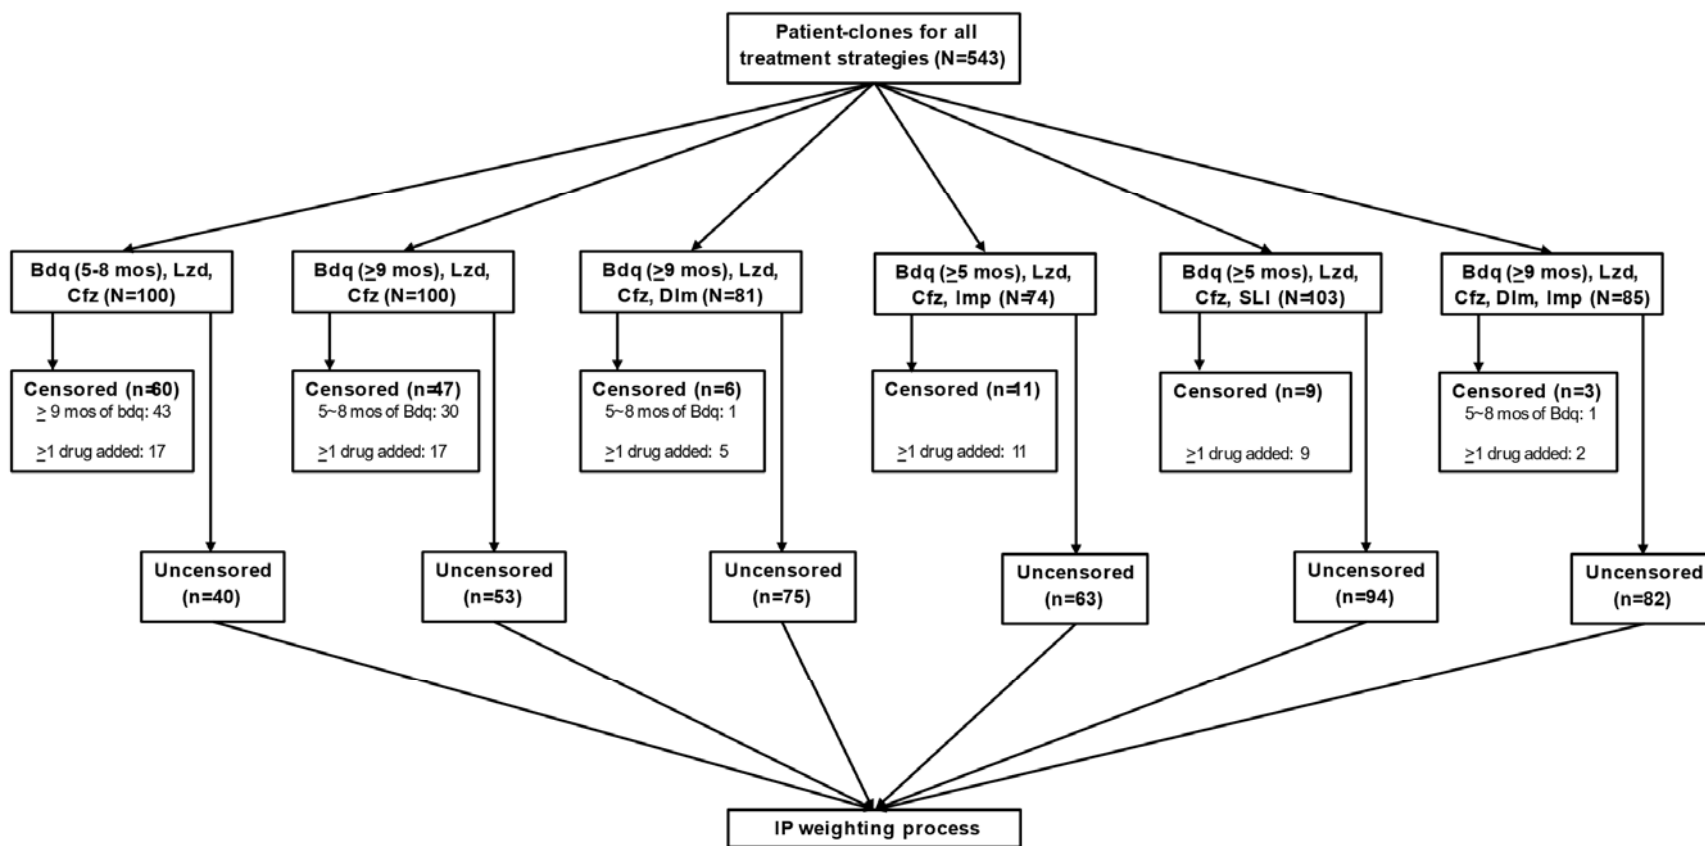 Patient-clones for all
treatment strategies (N=543)
Bdq (5-8 mos), Lzd,
Cfz (N=100)
Bdq (≥9 mos), Lzd,
Cfz (N=100)
Bdq (≥9 mos), Lzd,
Cfz, Dlm (N=81)
Bdq (≥5 mos), Lzd,
Cfz, Imp (N=74)
Bdq (≥5 mos), Lzd,
Cfz, SLI (N=103)
Bdq (≥9 mos), Lzd,
Cfz, Dlm, Imp (N=85)
Censored (n=60)
≥ 9 mos of bdq: 43
≥1 drug added: 17
Censored (n=47)
5~8 mos of Bdq: 30
≥1 drug added: 17
Censored (n=6)
5~8 mos of Bdq: 1
≥1 drug added: 5
Censored (n=11)
≥1 drug added: 11
Censored (n=9)
≥1 drug added: 9
Censored (n=3)
5~8 mos of Bdq: 1
≥1 drug added: 2
Uncensored
(n=40)
Uncensored
(n=53)
Uncensored
(n=75)
Uncensored
(n=63)
Uncensored
(n=94)
Uncensored
(n=82)
IP weighting process